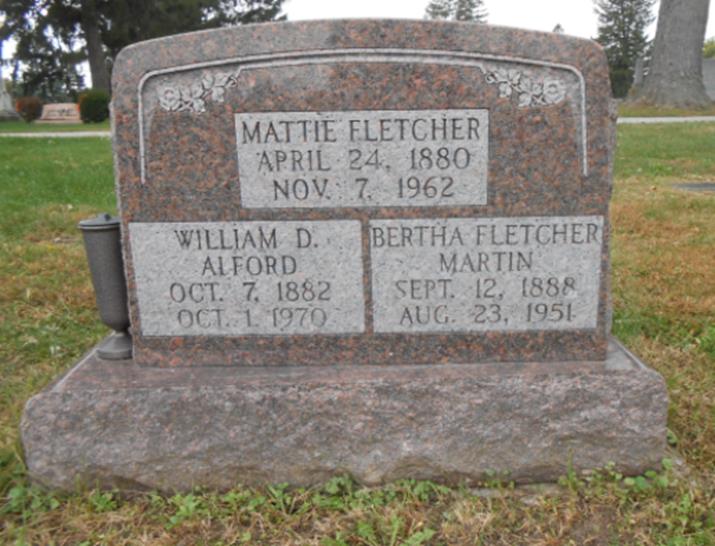 MATTIE FLETCHER
APRIL 24, 1880
NOV. 7, 1962
WILLIAM D.
ALFORD
OCT. 7, 1882
OCT. 1, 1970
BERTHA FLETCHER
MARTIN
SEPT. 12, 1888
AUG. 23, 1951